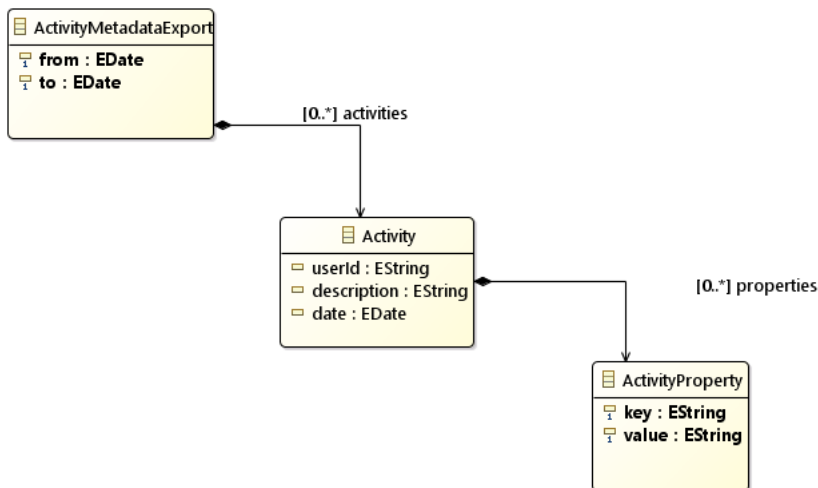 ActivityMetadataExport
from : EDate
to : EDate
[0..*] activities
Activity
userId : EString
description : EString
date : EDate
[0..*] properties
ActivityProperty
key : EString
value : EString